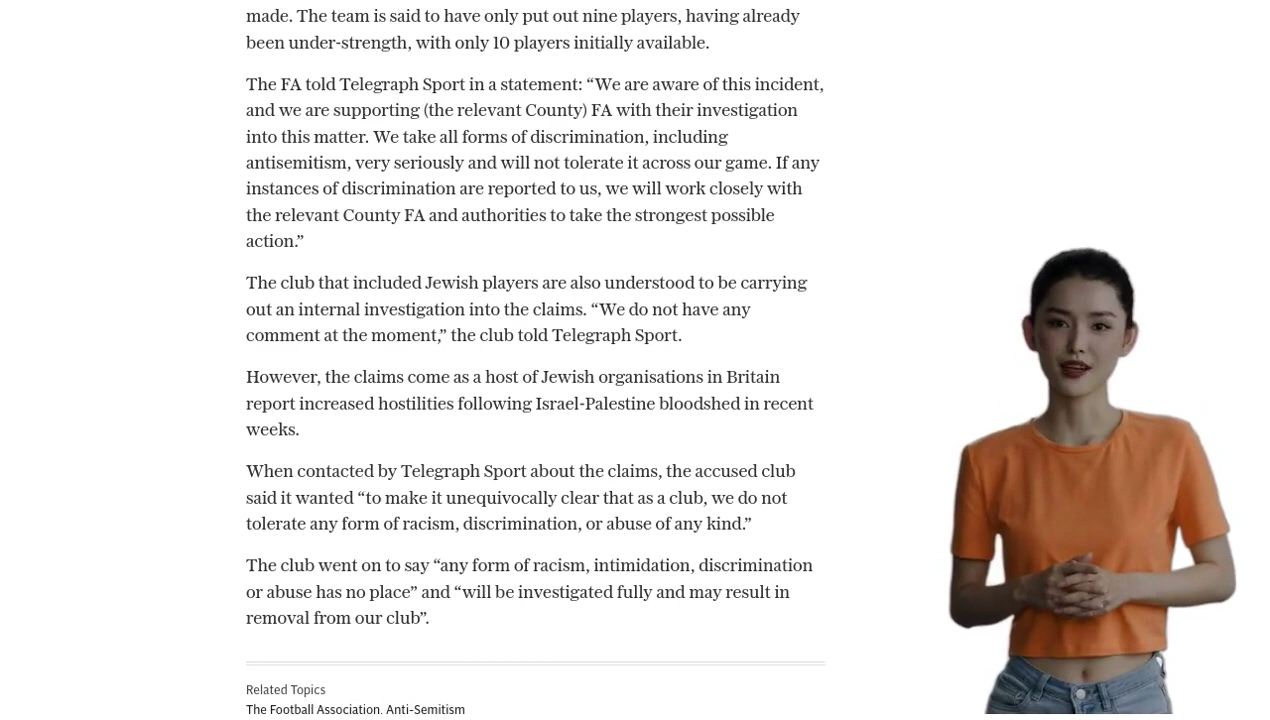 made. The team is said to have only put out nine players, having already
been under-strength, with only 10 players initially available.
The FA told Telegraph Sport in a statement: “We are aware of this incident,
and we are supporting (the relevant County) FA with their investigation
into this matter. We take all forms of discrimination, including
antisemitism, very seriously and will not tolerate it across our game. If any
instances of discrimination are reported to us, we will work closely with
the relevant County FA and authorities to take the strongest possible
action.”
The club that included Jewish players are also understood to be carrying
out an internal investigation into the claims. “We do not have any
comment at the moment,” the club told Telegraph Sport.
However, the claims come as a host of Jewish organisations in Britain
report increased hostilities following Israel-Palestine bloodshed in recent
weeks.
When contacted by Telegraph Sport about the claims, the accused club
said it wanted “to make it unequivocally clear that as a club, we do not
tolerate any form of racism, discrimination, or abuse of any kind.”
The club went on to say “any form of racism, intimidation, discrimination
or abuse has no place” and “will be investigated fully and may result in
removal from our club”.
Related Topics
The Football Association, Anti-Semitism